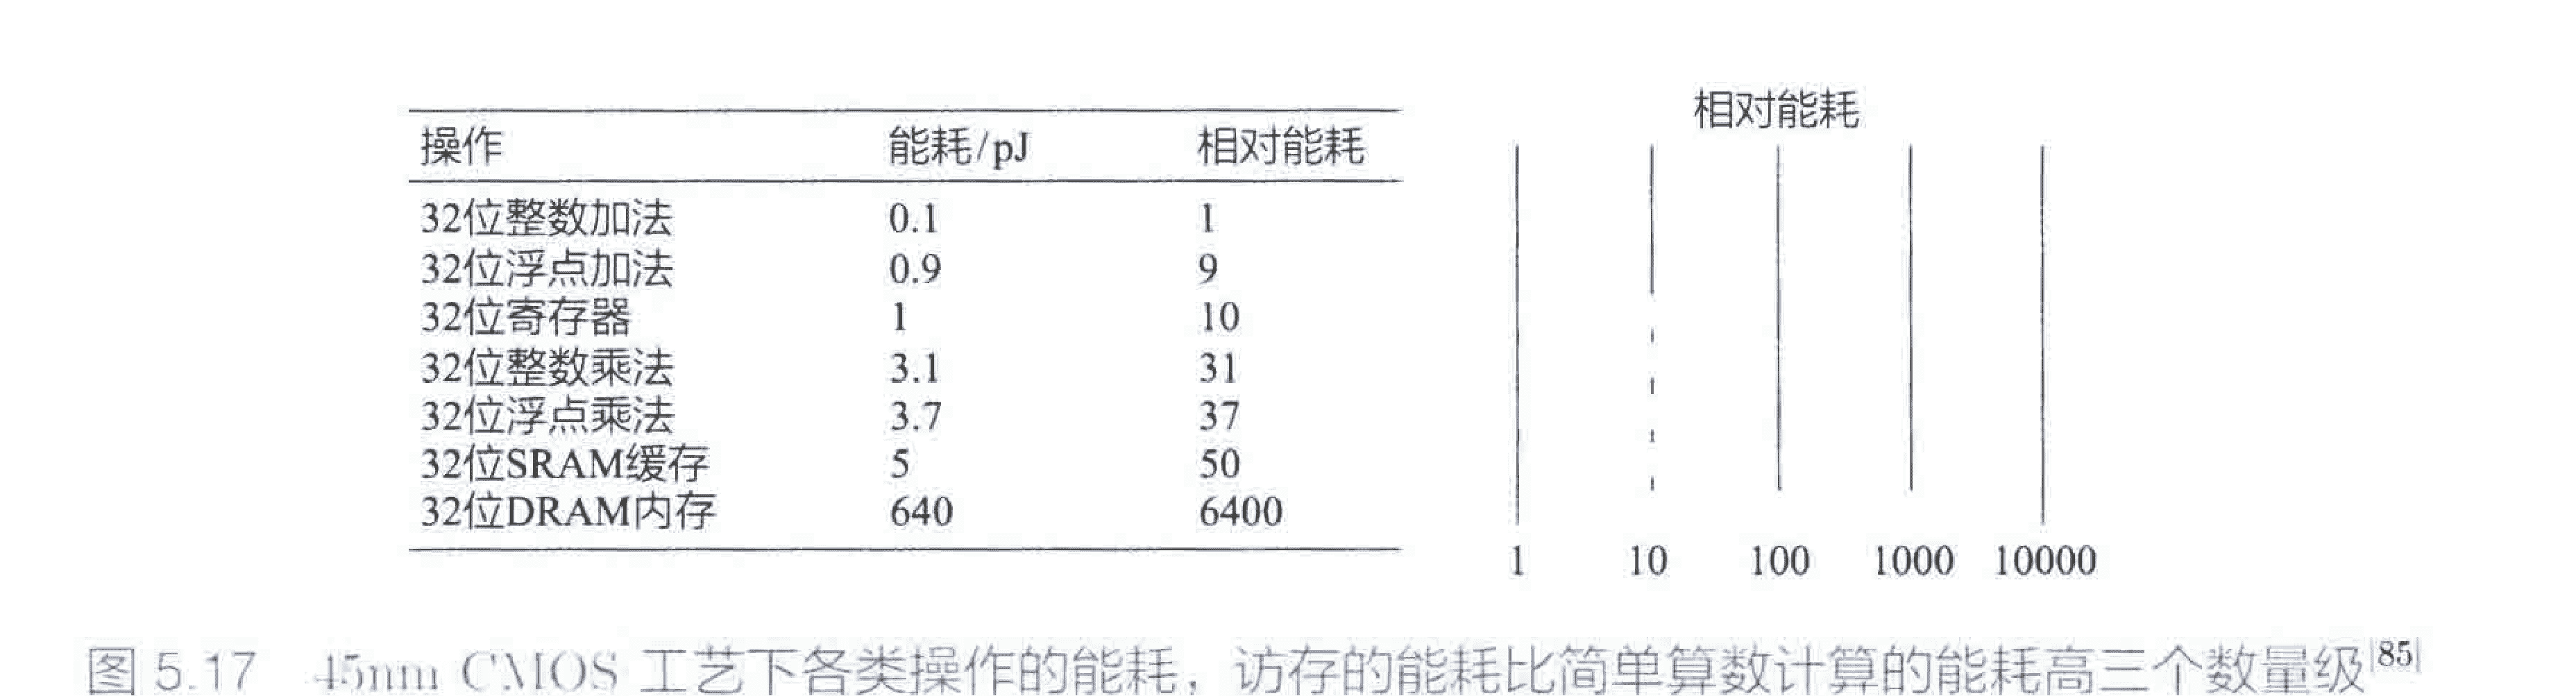 操作 能耗/pJ 相对能耗
32位整数加法 0.1 1
32位浮点加法 0.9 9
32位寄存器 1 10
32位整数乘法 3.1 31
32位浮点乘法 3.7 37
32位SRAM缓存 5 50
32位DRAM内存 640 6400
相对能耗
1 10 100 1000 10000
图 5.17 45nm CMOS 工艺下各类操作的能耗，访存的能耗比简单算数计算的能耗高三个数量级[85]